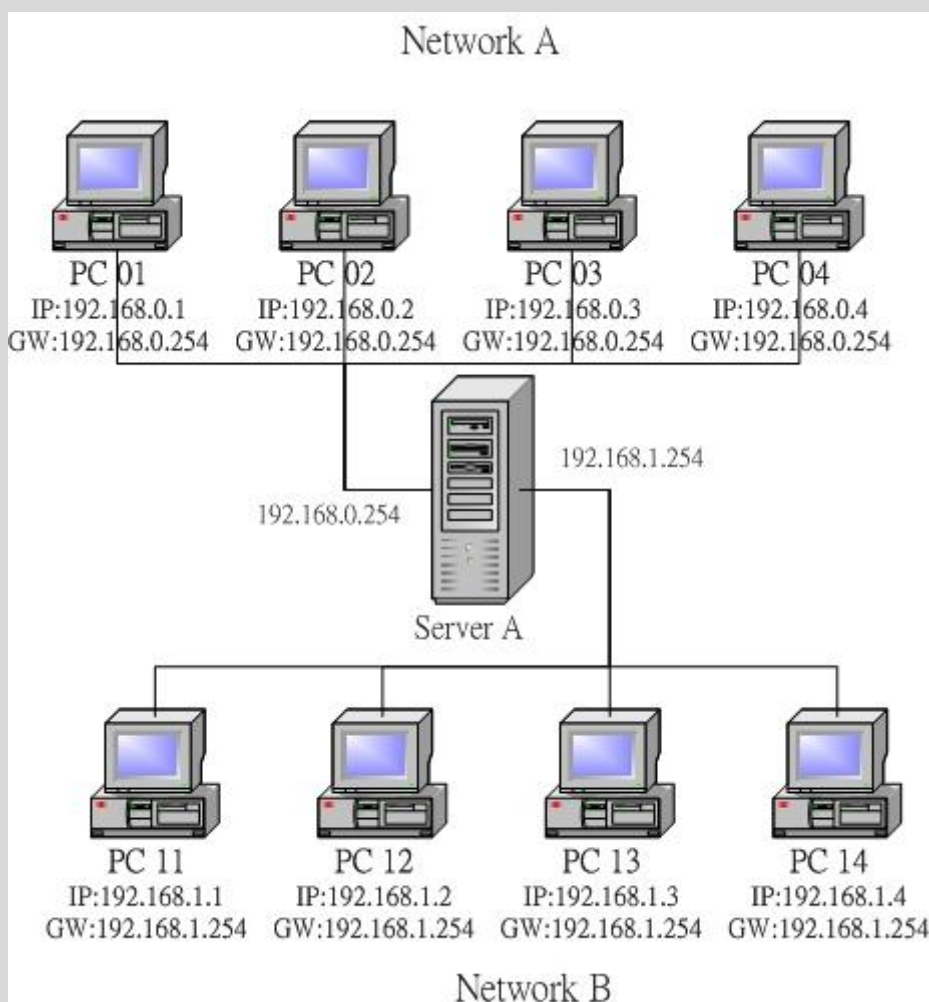 Network A
PC 01 PC 02 PC 03 PC 04
IP:192.168.0.1 IP:192.168.0.2 IP:192.168.0.3 IP:192.168.0.4
GW:192.168.0.254 GW:192.168.0.254 GW:192.168.0.254 GW:192.168.0.254
192.168.1.254
192.168.0.254
Server A
PC 11 PC 12 PC 13 PC 14
IP:192.168.1.1 IP:192.168.1.2 IP:192.168.1.3 IP:192.168.1.4
GW:192.168.1.254 GW:192.168.1.254 GW:192.168.1.254 GW:192.168.1.254
Network B